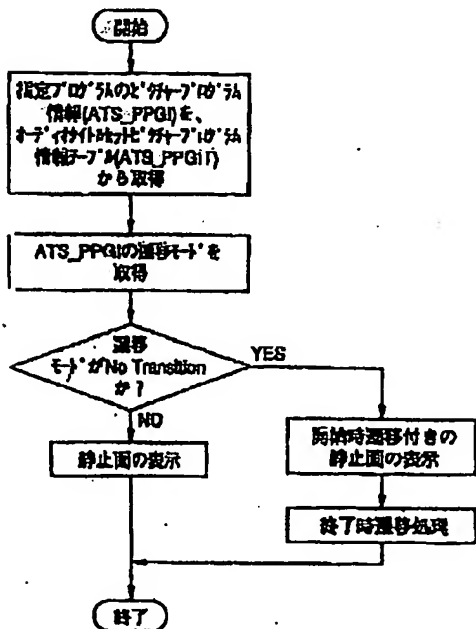 開始
指定プログラムのピクチャープログラム
情報(ATS_PPGI)を、
オーディオタイトルセットピクチャープログラム
情報テーブル(ATS_PPGIT)
から取得
ATS_PPGIの遷移モードを
取得
遷移
モードがNo Transition
か?
YES
NO
静止画の表示
開始時遷移付きの
静止画の表示
終了時遷移処理
終了